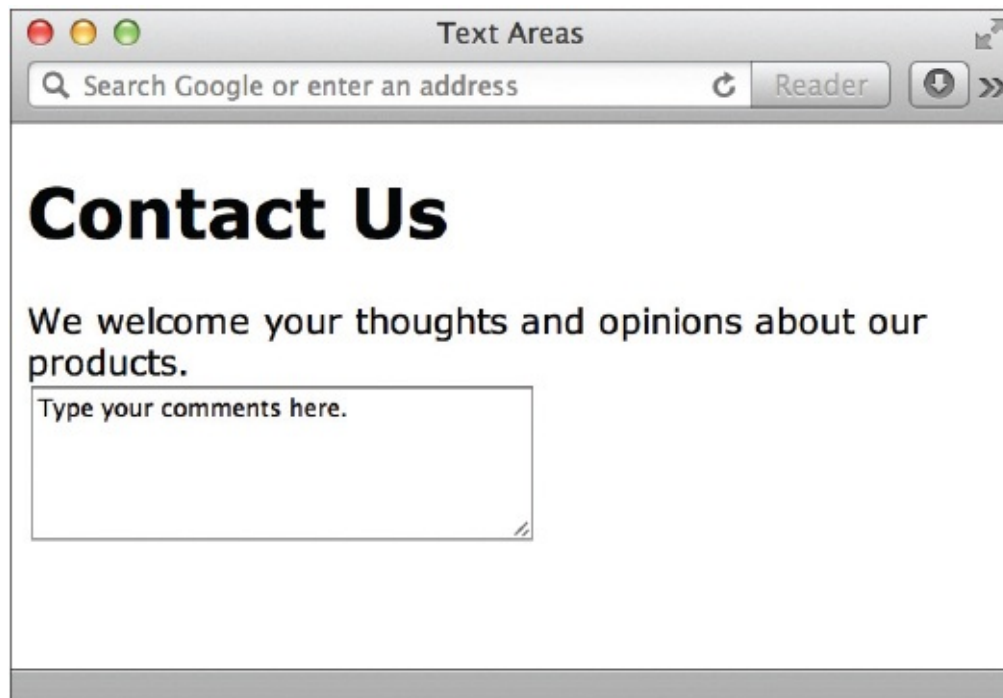 Text Areas
Search Google or enter an address
Reader
Contact Us
We welcome your thoughts and opinions about our
products.
Type your comments here.